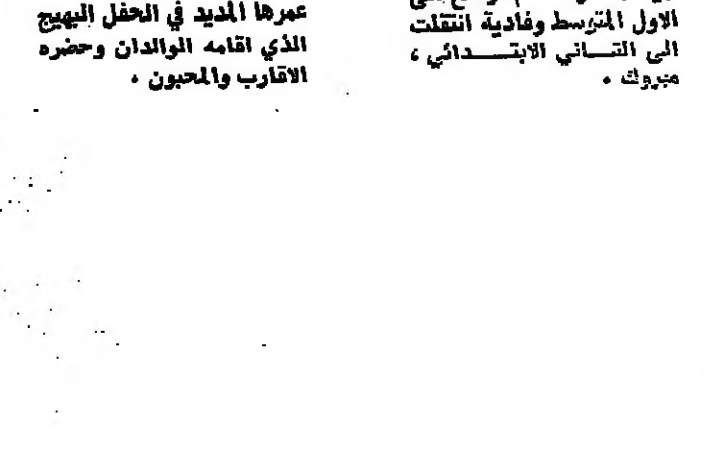 الاول المتوسط وفادية انتقلت
الى الثاني الابتدائي ،
مبروك .
عمرها المديد في الحفل البهيج
الذي اقامه الوالدان وحضره
الاقارب والمحبون .